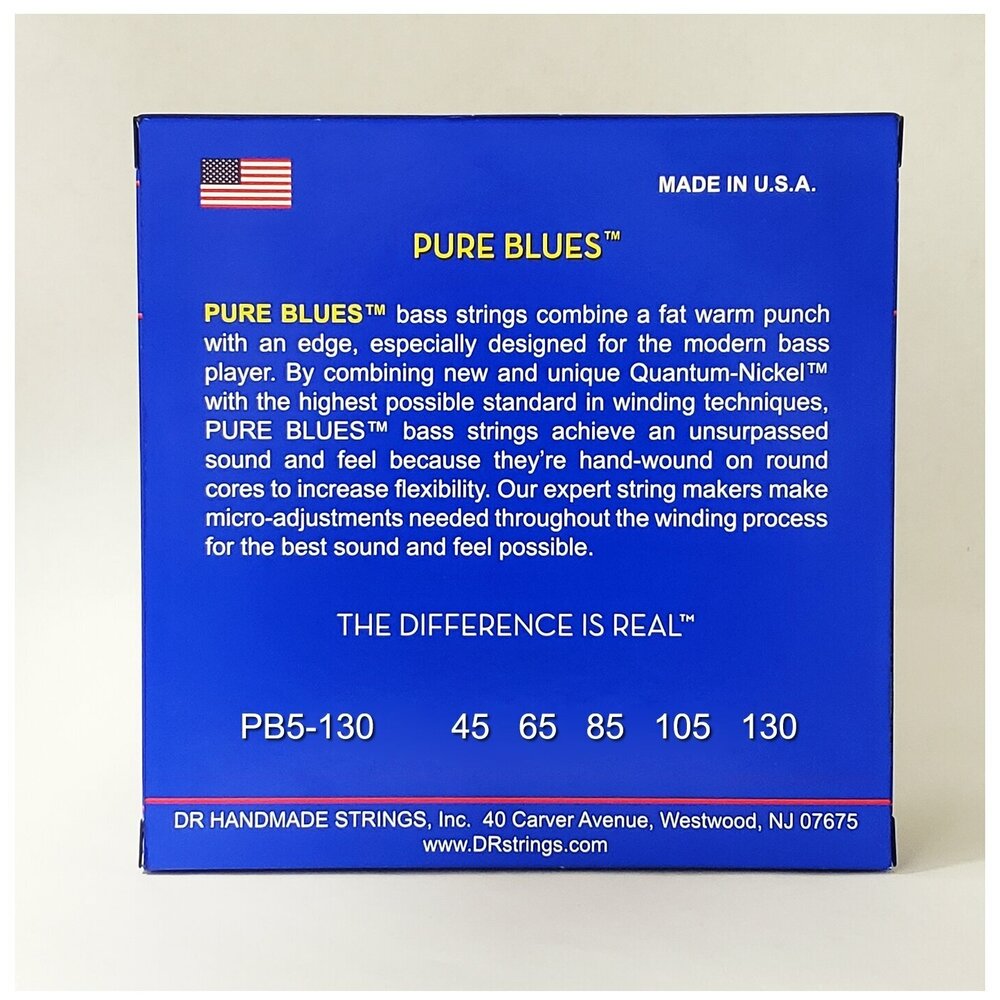 MADE IN U.S.A.
PURE BLUES™
PURE BLUES™ bass strings combine a fat warm punch
with an edge, especially designed for the modern bass
player. By combining new and unique Quantum-Nickel™
with the highest possible standard in winding techniques,
PURE BLUES™ bass strings achieve an unsurpassed
sound and feel because they're hand-wound on round
cores to increase flexibility. Our expert string makers make
micro-adjustments needed throughout the winding process
for the best sound and feel possible.
THE DIFFERENCE IS REAL™
PB5-130 45 65 85 105 130
DR HANDMADE STRINGS, Inc. 40 Carver Avenue, Westwood, NJ 07675
www.DRstrings.com